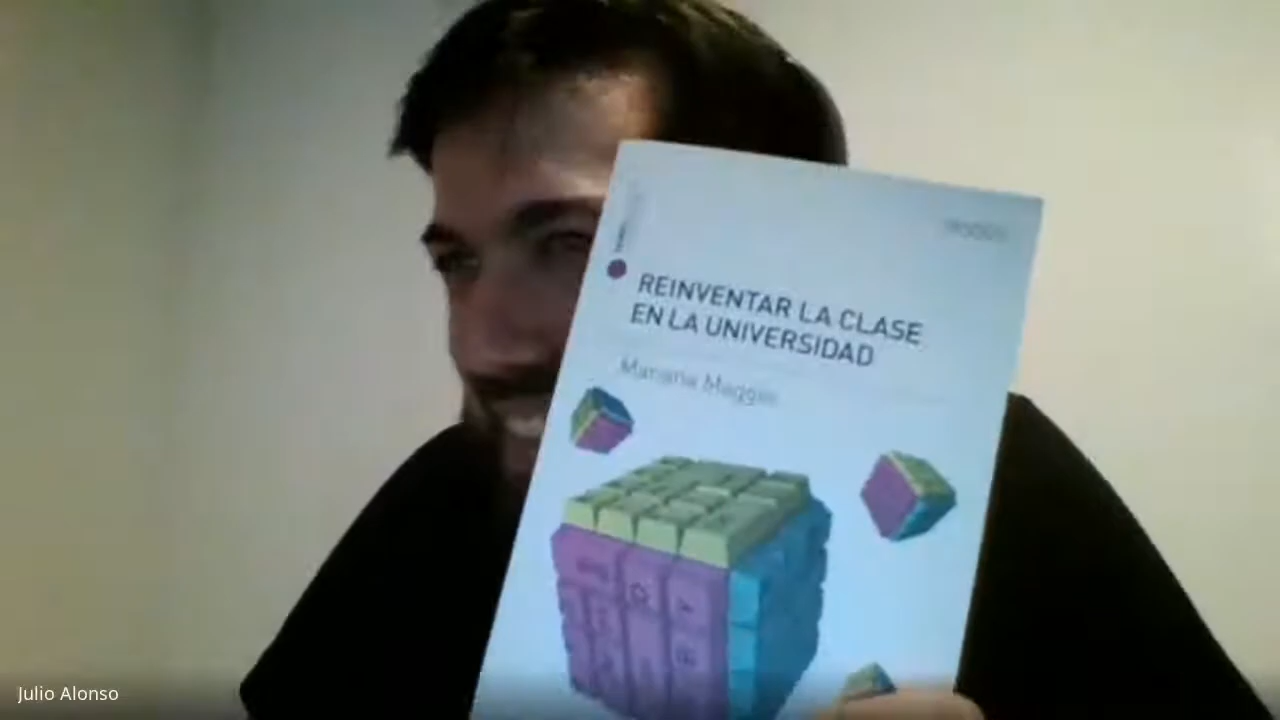 REINVENTAR LA CLASE
EN LA UNIVERSIDAD
Mariana Maggio
Julio Alonso